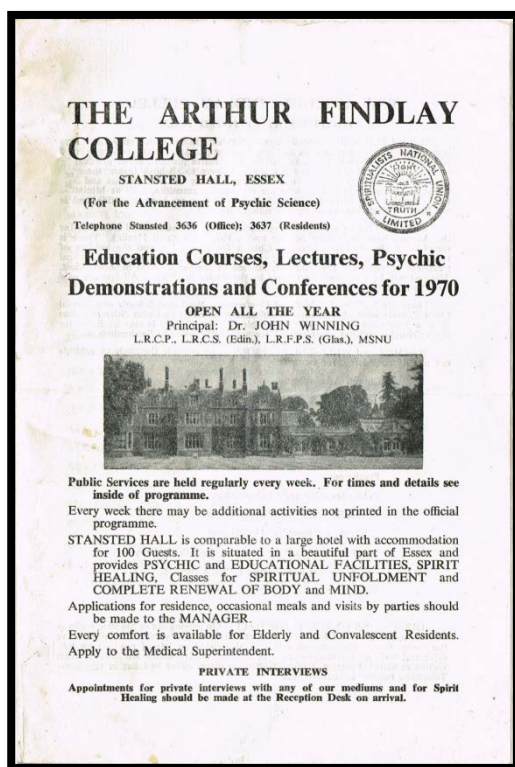 THE ARTHUR FINDLAY
COLLEGE
STANSTED HALL, ESSEX
(For the Advancement of Psychic Science)
Telephone Stansted 3636 (Office); 3637 (Residents)
SPIRITUALISTS NATIONAL UNION
LIGHT
TRUTH
LIMITED
Education Courses, Lectures, Psychic
Demonstrations and Conferences for 1970
OPEN ALL THE YEAR
Principal: Dr. JOHN WINNING
L.R.C.P., L.R.C.S. (Edin.), L.R.F.P.S. (Glas.), MSNU
Public Services are held regularly every week. For times and details see
inside of programme.
Every week there may be additional activities not printed in the official
programme.
STANSTED HALL is comparable to a large hotel with accommodation
for 100 Guests. It is situated in a beautiful part of Essex and
provides PSYCHIC and EDUCATIONAL FACILITIES, SPIRIT
HEALING, Classes for SPIRITUAL UNFOLDMENT and
COMPLETE RENEWAL OF BODY and MIND.
Applications for residence, occasional meals and visits by parties should
be made to the MANAGER.
Every comfort is available for Elderly and Convalescent Residents.
Apply to the Medical Superintendent.
PRIVATE INTERVIEWS
Appointments for private interviews with any of our mediums and for Spirit
Healing should be made at the Reception Desk on arrival.